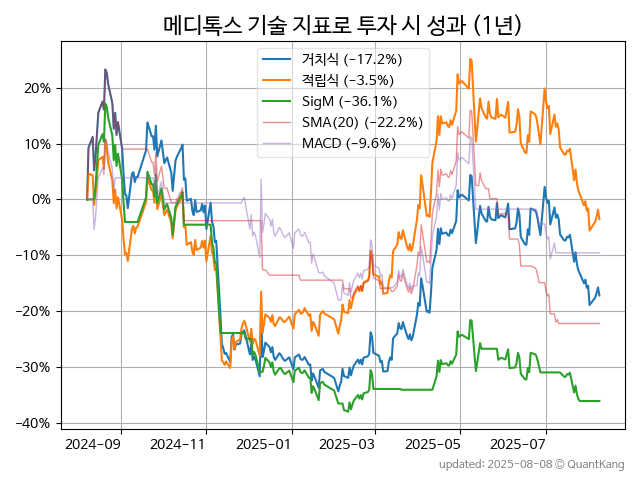 메디톡스 기술 지표로 투자 시 성과 (1년)
거치식 (−17.2%)
적립식 (−3.5%)
SigM (−36.1%)
SMA(20) (−22.2%)
MACD (−9.6%)
20%
10%
0%
−10%
−20%
−30%
−40%
2024-09 2024-11 2025-01 2025-03 2025-05 2025-07
updated: 2025-08-08 © QuantKang